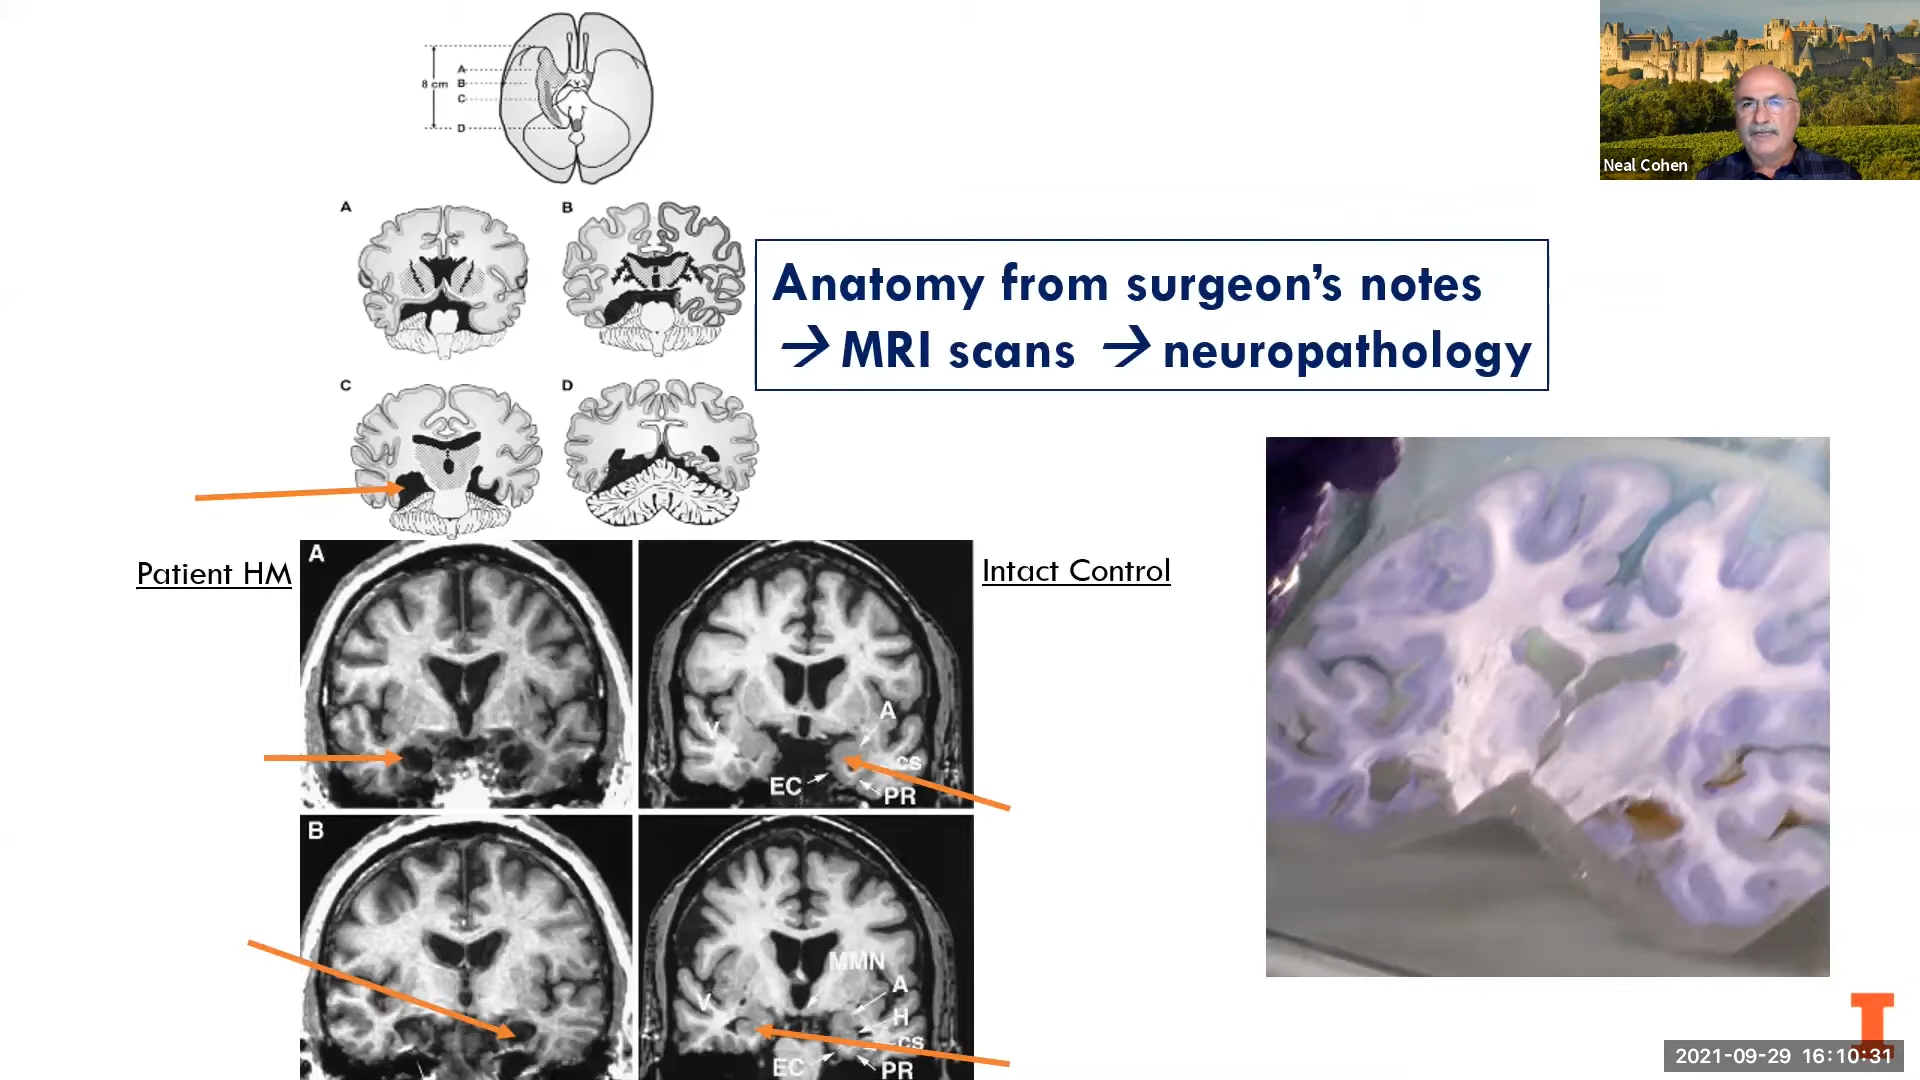 8 cm
A
B
C
D
Neal Cohen
A
B
Anatomy from surgeon’s notes
→ MRI scans → neuropathology
C
D
Patient HM
A
Intact Control
V
A
CS
EC
PR
B
MMN
V
A
H
CS
EC
PR
I
2021-09-29 16:10:31